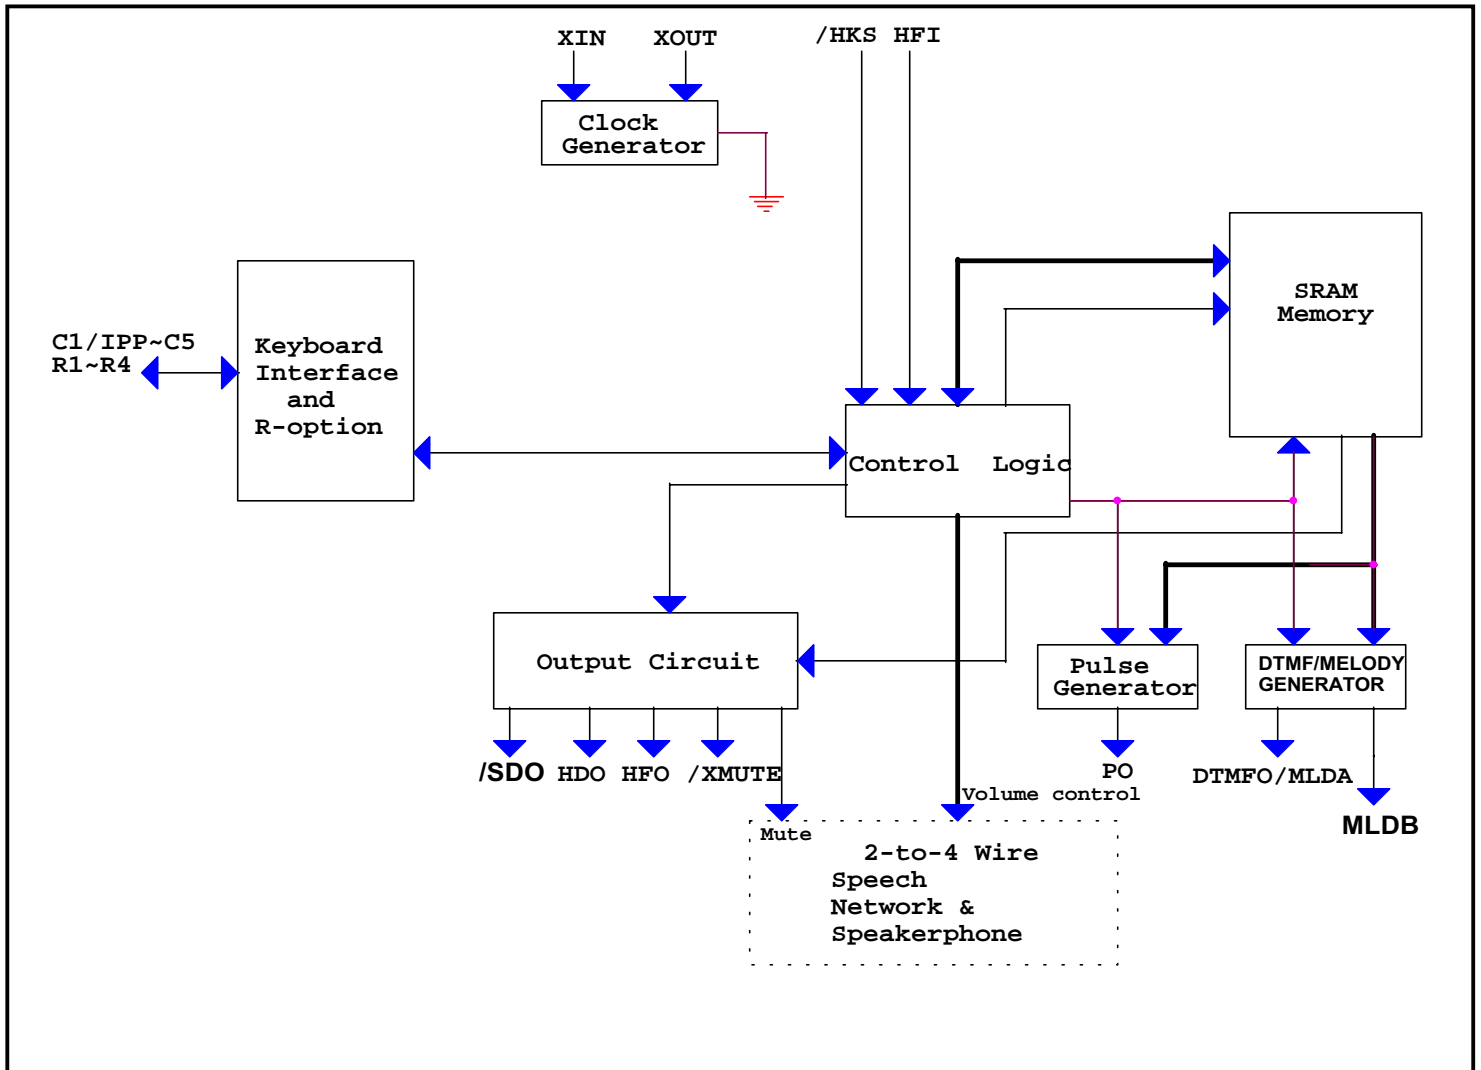 XIN XOUT /HKS HFI
Clock
Generator
SRAM
Memory
C1/IPP~C5
R1~R4
Keyboard
Interface
and
R-option
Control Logic
Output Circuit
Pulse
Generator
DTMF/MELODY
GENERATOR
/SDO HDO HFO /XMUTE
PO
DTMFO/MLDA
Volume control
MLDB
Mute
2-to-4 Wire
Speech
Network &
Speakerphone